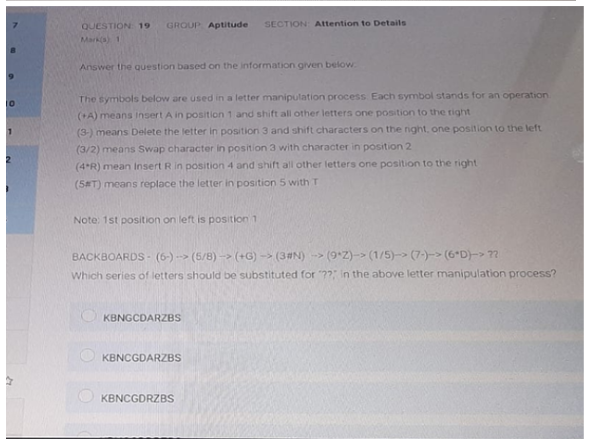 7
QUESTION 19 GROUP Aptitude SECTION: Attention to Details
Mark(s) 1
8
Answer the question based on the information given below.
9
The symbols below are used in a letter manipulation process. Each symbol stands for an operation
10
(+A) means Insert A in position 1 and shift all other letters one position to the right
(3-) means Delete the letter in position 3 and shift characters on the right, one position to the left.
1
(3/2) means Swap character in position 3 with character in position 2
2
(4*R) mean Insert R in position 4 and shift all other letters one position to the right
(5#T) means replace the letter in position 5 with T
Note: 1st position on left is position 1
BACKBOARDS - (6-) --> (5/8) --> (+G) --> (3#N) --> (9*Z)--> (1/5)--> (7-)--> (6*D)--> ??
Which series of letters should be substituted for "??," in the above letter manipulation process?
KBNGCDARZBS
KBNCGDARZBS
KBNCGDRZBS